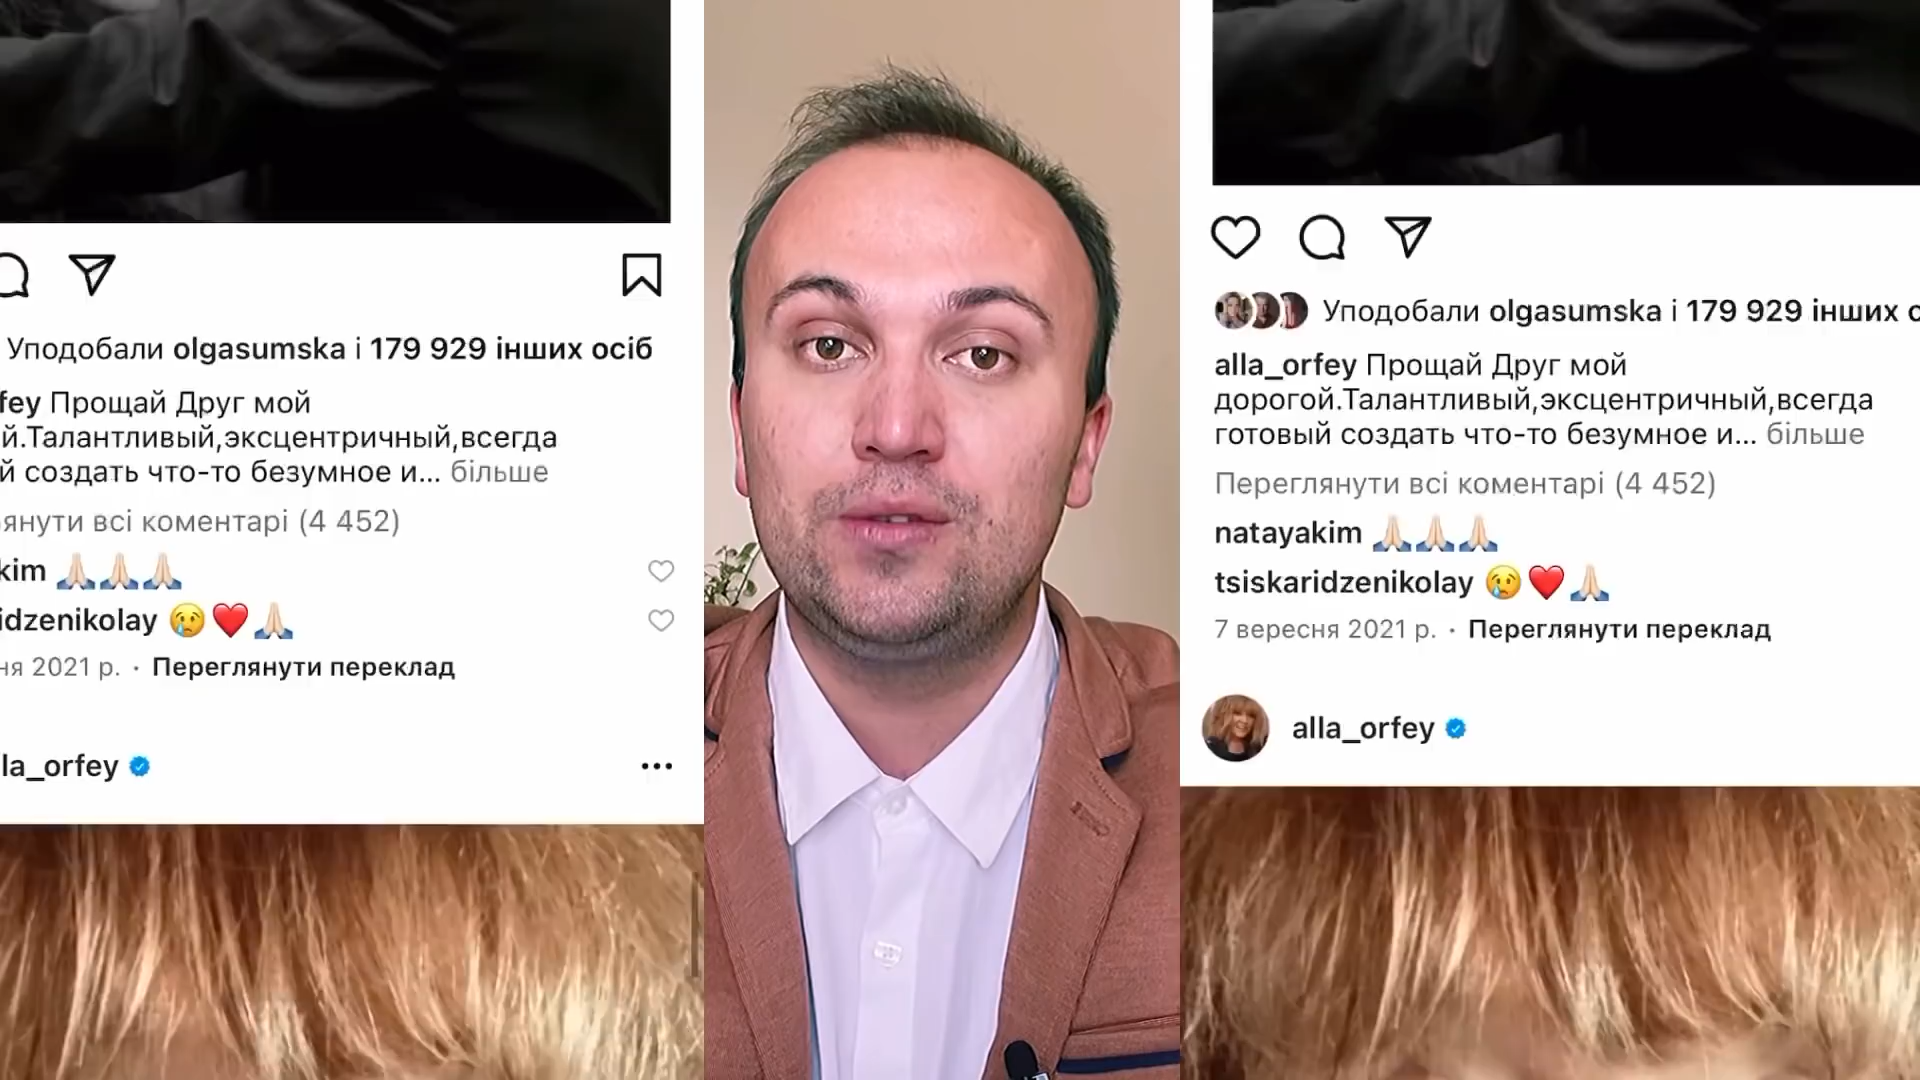 Уподобали olgasumska і 179 929 інших осіб
fey Прощай Друг мой
й.Талантливый,эксцентричный,всегда
й создать что-то безумное и... більше
януты всі коментарі (4 452)
kim 🙏🏻🙏🏻🙏🏻
idzenikolay 😢❤️🙏🏻
ня 2021 р. · Переглянути переклад
la_orfey
Уподобали olgasumska і 179 929 інших о
alla_orfey Прощай Друг мой
дорогой.Талантливый,эксцентричный,всегда
готовый создать что-то безумное и... більше
Переглянути всі коментарі (4 452)
natayakim 🙏🏻🙏🏻🙏🏻
tsiskaridzenikolay 😢❤️🙏🏻
7 вересня 2021 р. · Переглянути переклад
alla_orfey